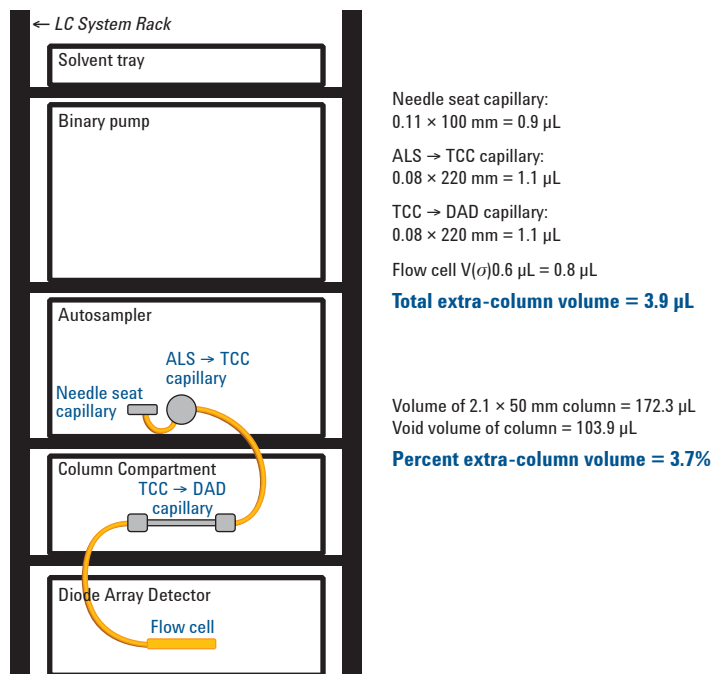 ← LC System Rack
Solvent tray
Binary pump
Autosampler
ALS → TCC
capillary
Needle seat
capillary
Column Compartment
TCC → DAD
capillary
Diode Array Detector
Flow cell
Needle seat capillary:
0.11 × 100 mm = 0.9 µL
ALS → TCC capillary:
0.08 × 220 mm = 1.1 µL
TCC → DAD capillary:
0.08 × 220 mm = 1.1 µL
Flow cell V(σ)0.6 µL = 0.8 µL
Total extra-column volume = 3.9 µL
Volume of 2.1 × 50 mm column = 172.3 µL
Void volume of column = 103.9 µL
Percent extra-column volume = 3.7%